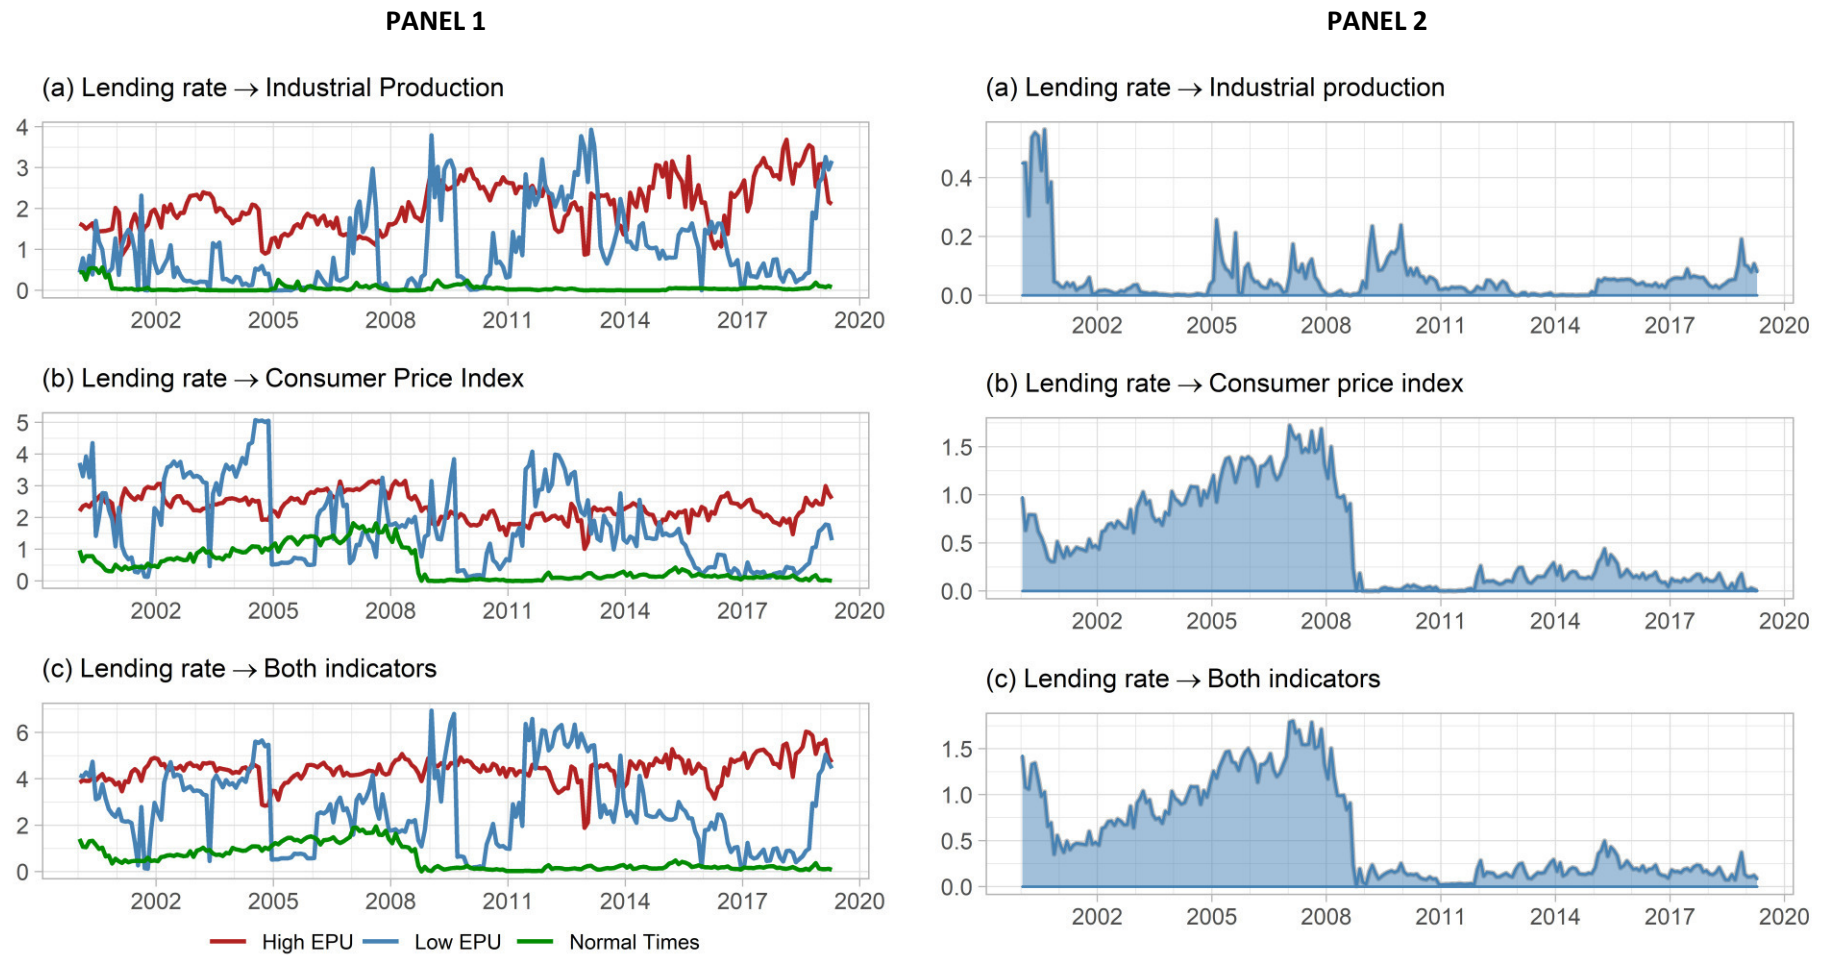 PANEL 1
(a) Lending rate → Industrial Production
4
3
2
1
0
2002 2005 2008 2011 2014 2017 2020
(b) Lending rate → Consumer Price Index
5
4
3
2
1
0
2002 2005 2008 2011 2014 2017 2020
(c) Lending rate → Both indicators
6
4
2
0
2002 2005 2008 2011 2014 2017 2020
High EPU Low EPU Normal Times
PANEL 2
(a) Lending rate → Industrial production
0.4
0.2
0.0
2002 2005 2008 2011 2014 2017 2020
(b) Lending rate → Consumer price index
1.5
1.0
0.5
0.0
2002 2005 2008 2011 2014 2017 2020
(c) Lending rate → Both indicators
1.5
1.0
0.5
0.0
2002 2005 2008 2011 2014 2017 2020